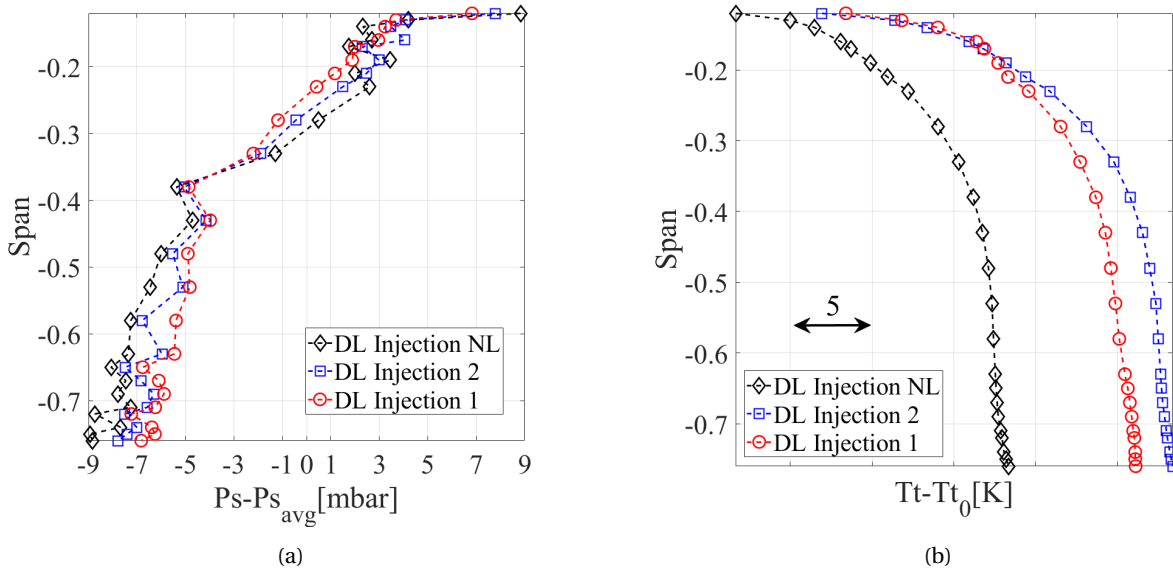 -0.2
-0.3
-0.4
-0.5
-0.6
-0.7
Span
DL Injection NL
DL Injection 2
DL Injection 1
-9 -7 -5 -3 -1 0 1 3 5 7 9
Ps-Ps_avg[mbar]
(a)
-0.2
-0.3
-0.4
-0.5
-0.6
-0.7
Span
5
DL Injection NL
DL Injection 2
DL Injection 1
Tt-Tt_0[K]
(b)